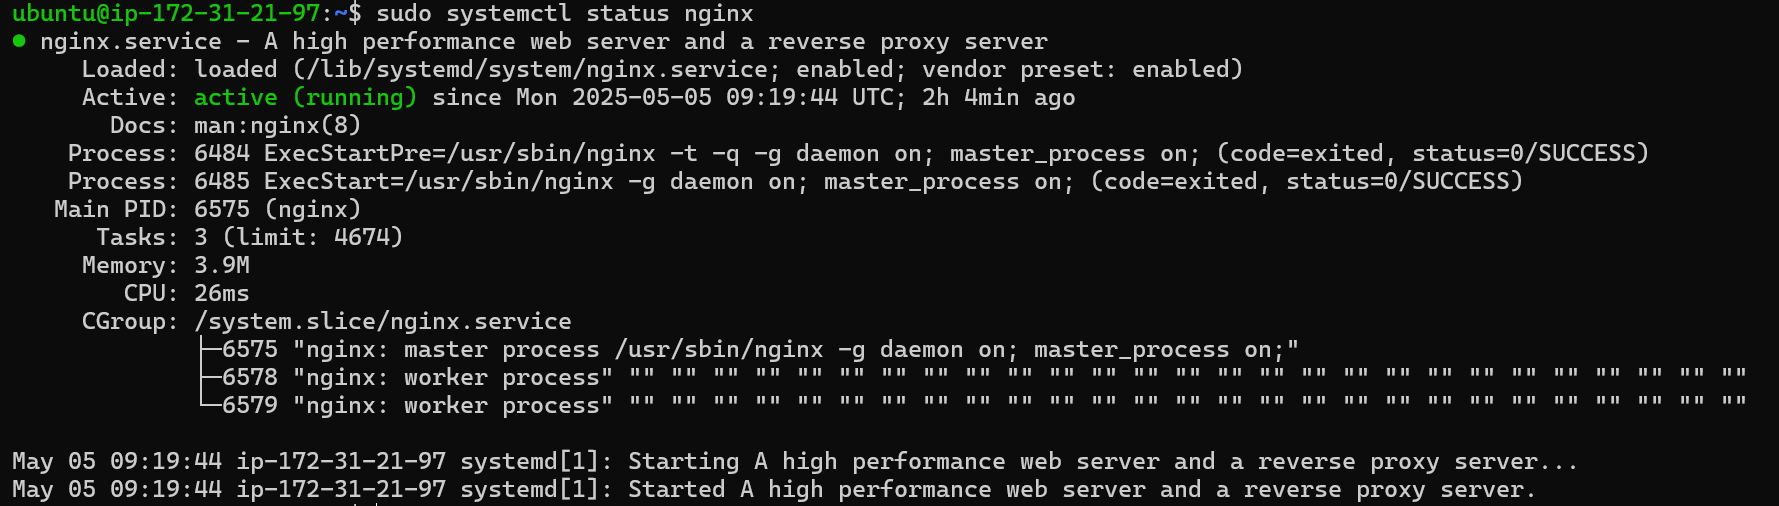 ubuntu@ip-172-31-21-97:~$ sudo systemctl status nginx
● nginx.service - A high performance web server and a reverse proxy server
     Loaded: loaded (/lib/systemd/system/nginx.service; enabled; vendor preset: enabled)
     Active: active (running) since Mon 2025-05-05 09:19:44 UTC; 2h 4min ago
       Docs: man:nginx(8)
    Process: 6484 ExecStartPre=/usr/sbin/nginx -t -q -g daemon on; master_process on; (code=exited, status=0/SUCCESS)
    Process: 6485 ExecStart=/usr/sbin/nginx -g daemon on; master_process on; (code=exited, status=0/SUCCESS)
   Main PID: 6575 (nginx)
      Tasks: 3 (limit: 4674)
     Memory: 3.9M
        CPU: 26ms
     CGroup: /system.slice/nginx.service
             ├─6575 "nginx: master process /usr/sbin/nginx -g daemon on; master_process on;"
             ├─6578 "nginx: worker process" "" "" "" "" "" "" "" "" "" "" "" "" "" "" "" "" "" "" "" "" "" "" "" "" "" "" ""
             └─6579 "nginx: worker process" "" "" "" "" "" "" "" "" "" "" "" "" "" "" "" "" "" "" "" "" "" "" "" "" "" "" ""

May 05 09:19:44 ip-172-31-21-97 systemd[1]: Starting A high performance web server and a reverse proxy server...
May 05 09:19:44 ip-172-31-21-97 systemd[1]: Started A high performance web server and a reverse proxy server.